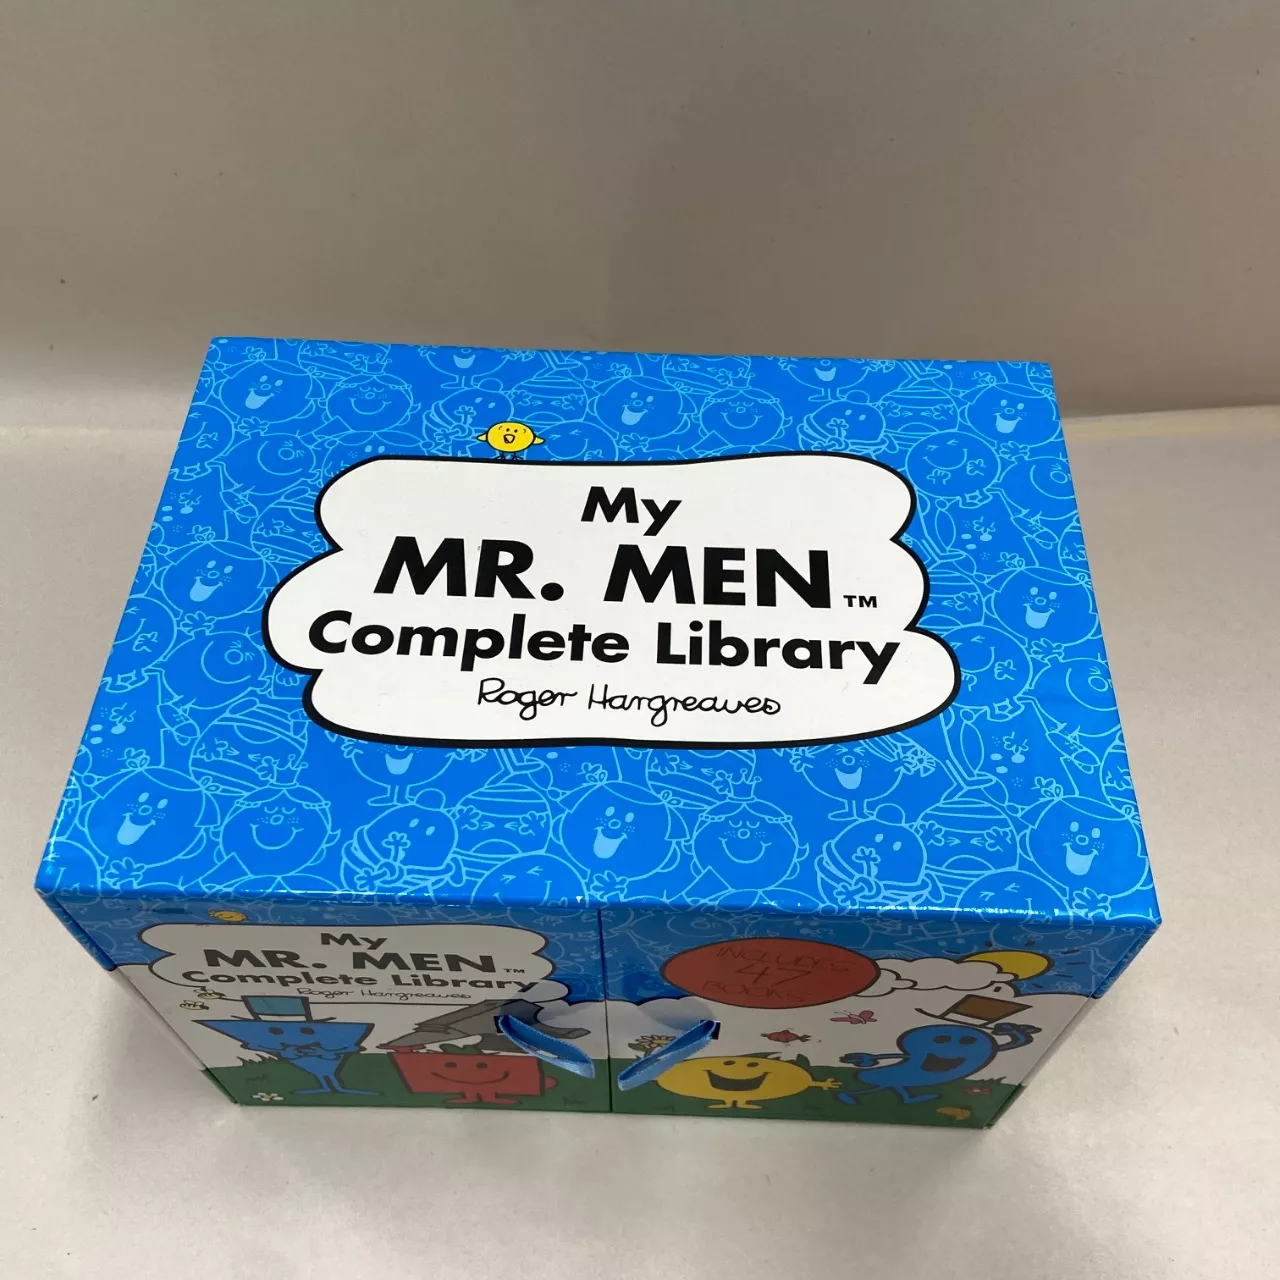 My
MR. MEN™
Complete Library
Roger Hargreaves
My
MR. MEN™
Complete Library
Roger Hargreaves
INCLUDES
47
BOOKS